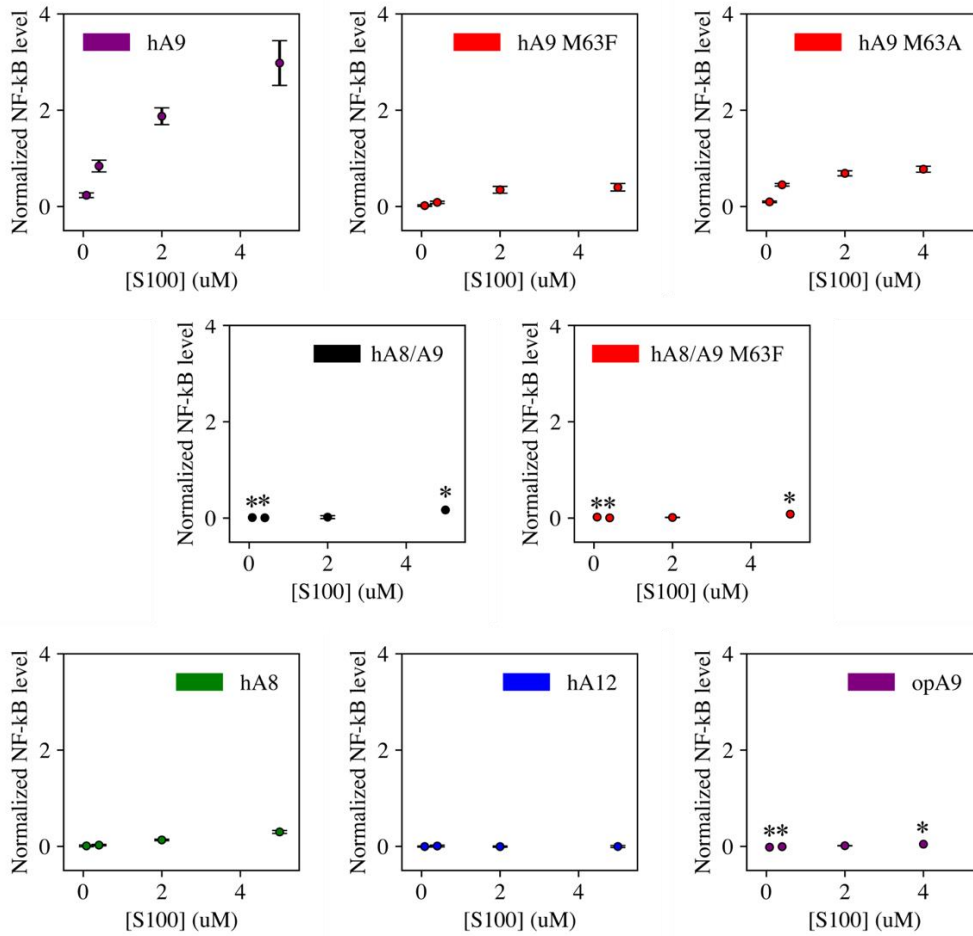 4
2
0
Normalized NF-kB level
hA9
0 2 4
[S100] (uM)
4
2
0
Normalized NF-kB level
hA9 M63F
0 2 4
[S100] (uM)
4
2
0
Normalized NF-kB level
hA9 M63A
0 2 4
[S100] (uM)
4
2
0
Normalized NF-kB level
hA8/A9
** *
0 2 4
[S100] (uM)
4
2
0
Normalized NF-kB level
hA8/A9 M63F
** *
0 2 4
[S100] (uM)
4
2
0
Normalized NF-kB level
hA8
0 2 4
[S100] (uM)
4
2
0
Normalized NF-kB level
hA12
0 2 4
[S100] (uM)
4
2
0
Normalized NF-kB level
opA9
** *
0 2 4
[S100] (uM)